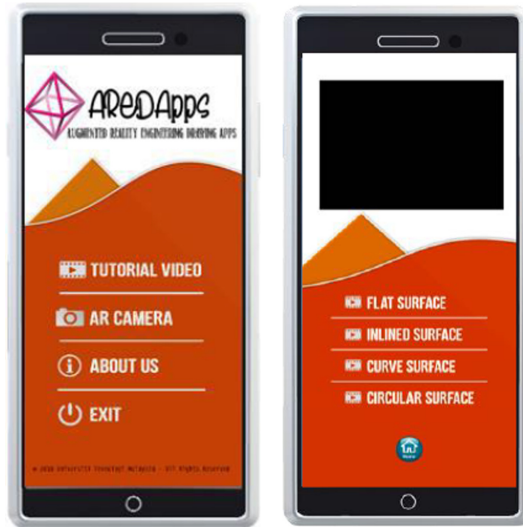 AREDApps
AUGMENTED REALITY ENGINEERING DRAWING APPS
TUTORIAL VIDEO
AR CAMERA
ABOUT US
EXIT
FLAT SURFACE
INLINED SURFACE
CURVE SURFACE
CIRCULAR SURFACE